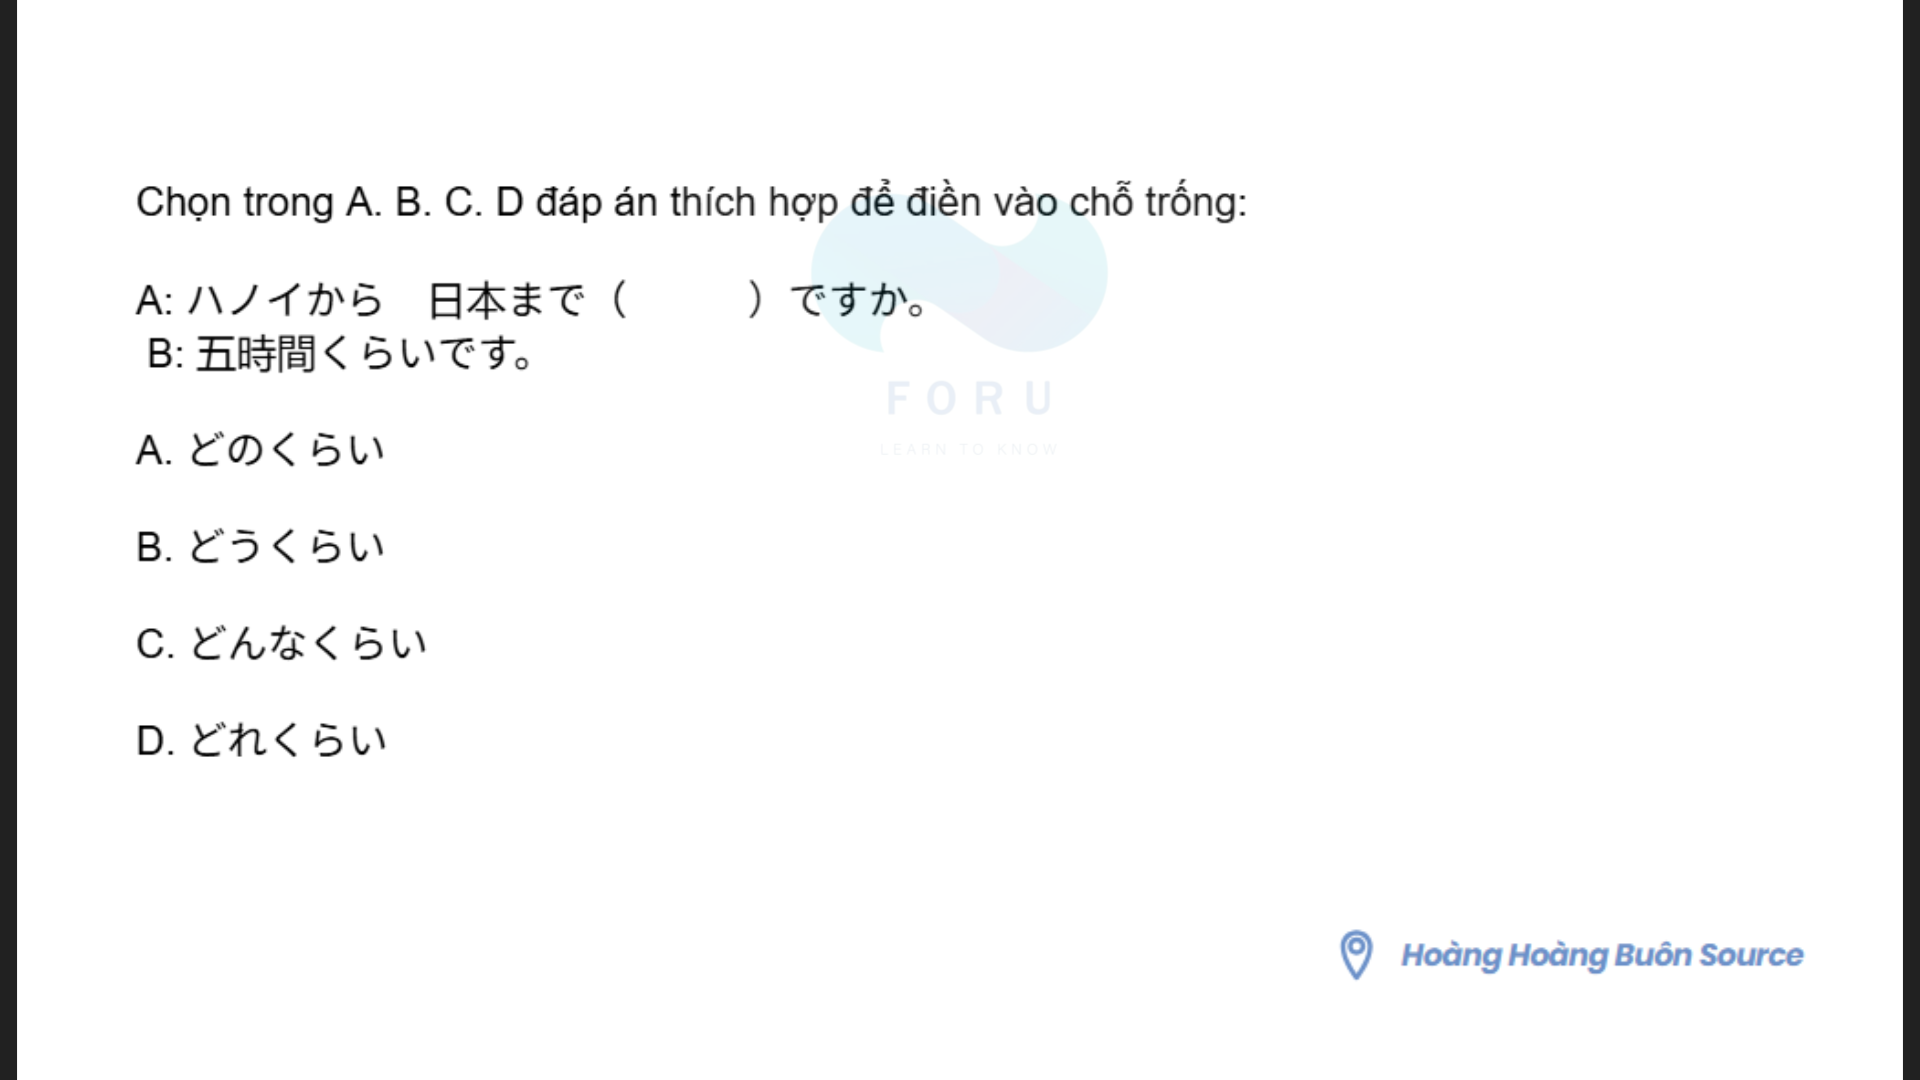 Chọn trong A. B. C. D đáp án thích hợp để điền vào chỗ trống:
A: ハノイから　日本まで（　　　）ですか。
B: 五時間くらいです。
FORU
LEARN TO KNOW
A. どのくらい
B. どうくらい
C. どんなくらい
D. どれくらい
Hoàng Hoàng Buôn Source